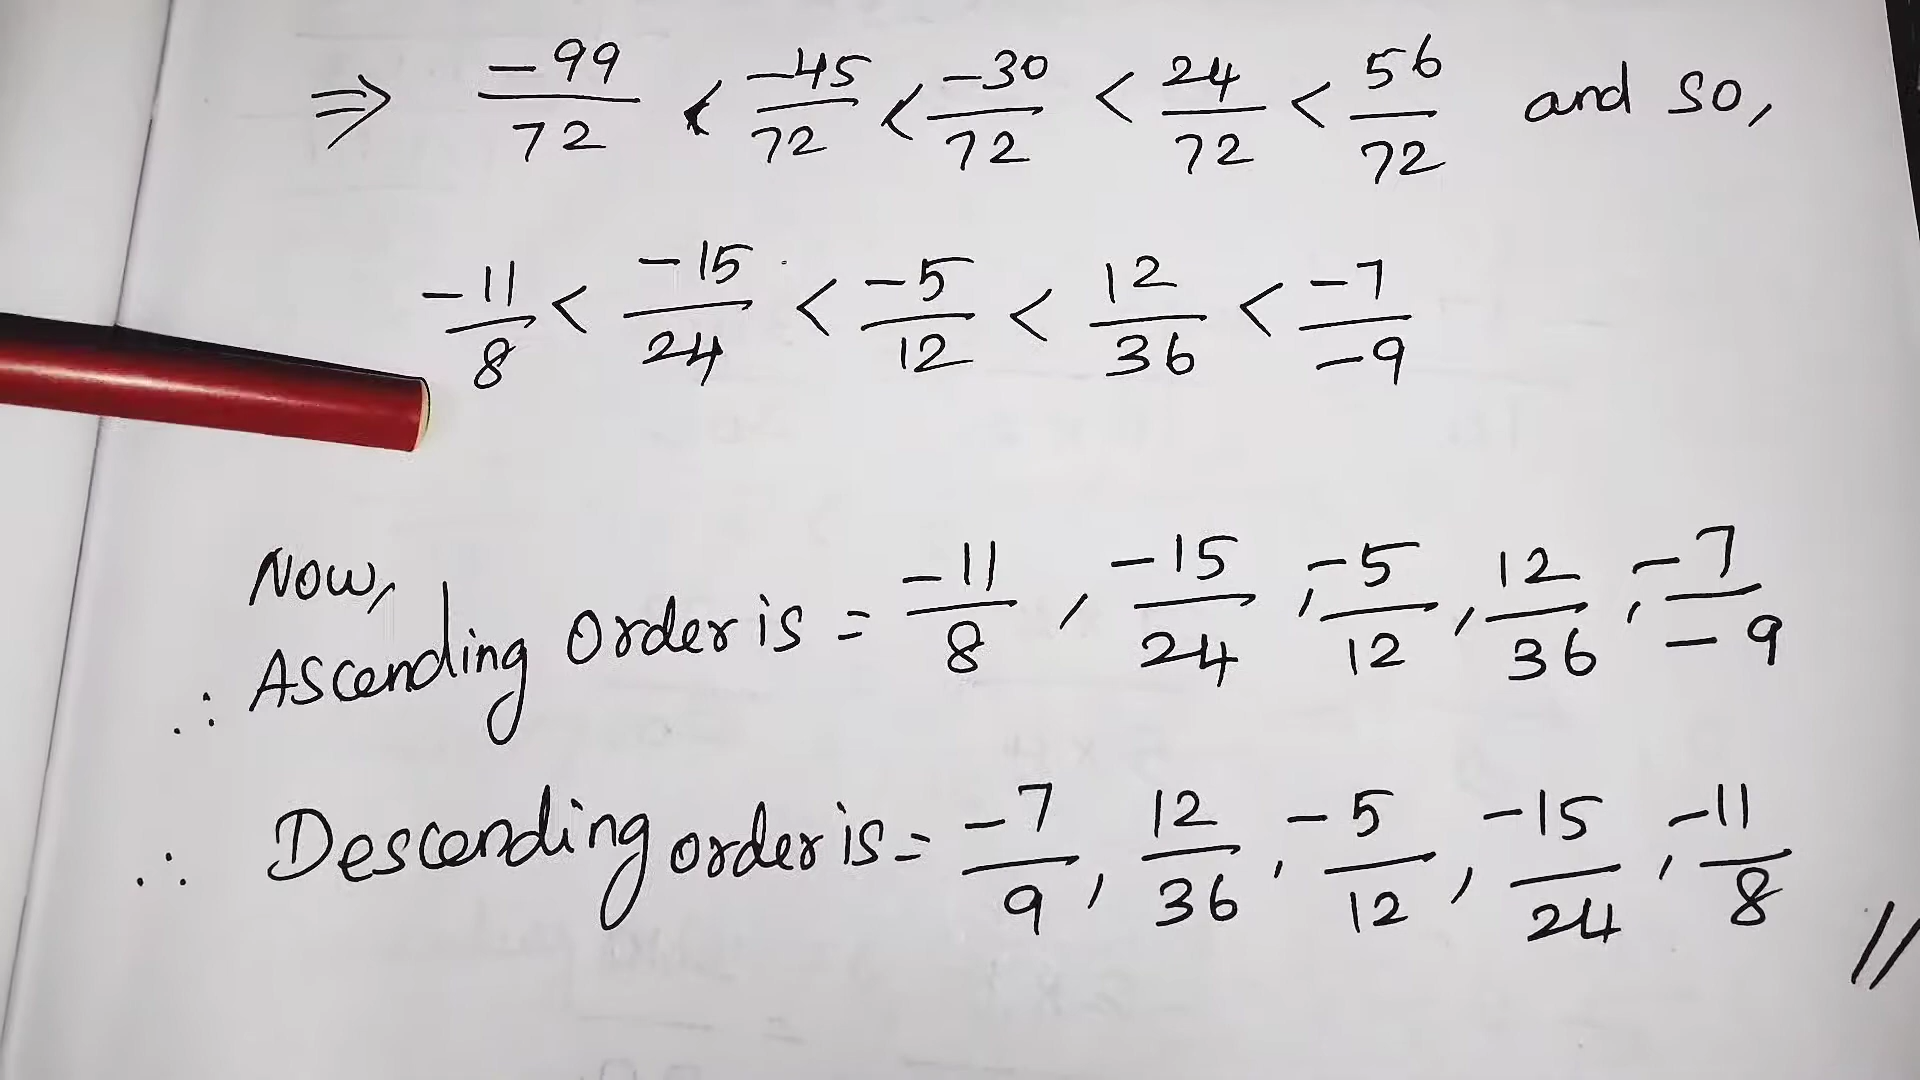 ⇒ -99/72 < -45/72 < -30/72 < 24/72 < 56/72 and so,
-11/8 < -15/24 < -5/12 < 12/36 < -7/-9
Now,
∴ Ascending Order is = -11/8, -15/24, -5/12, 12/36, -7/-9
∴ Descending order is = -7/9, 12/36, -5/12, -15/24, -11/8 //